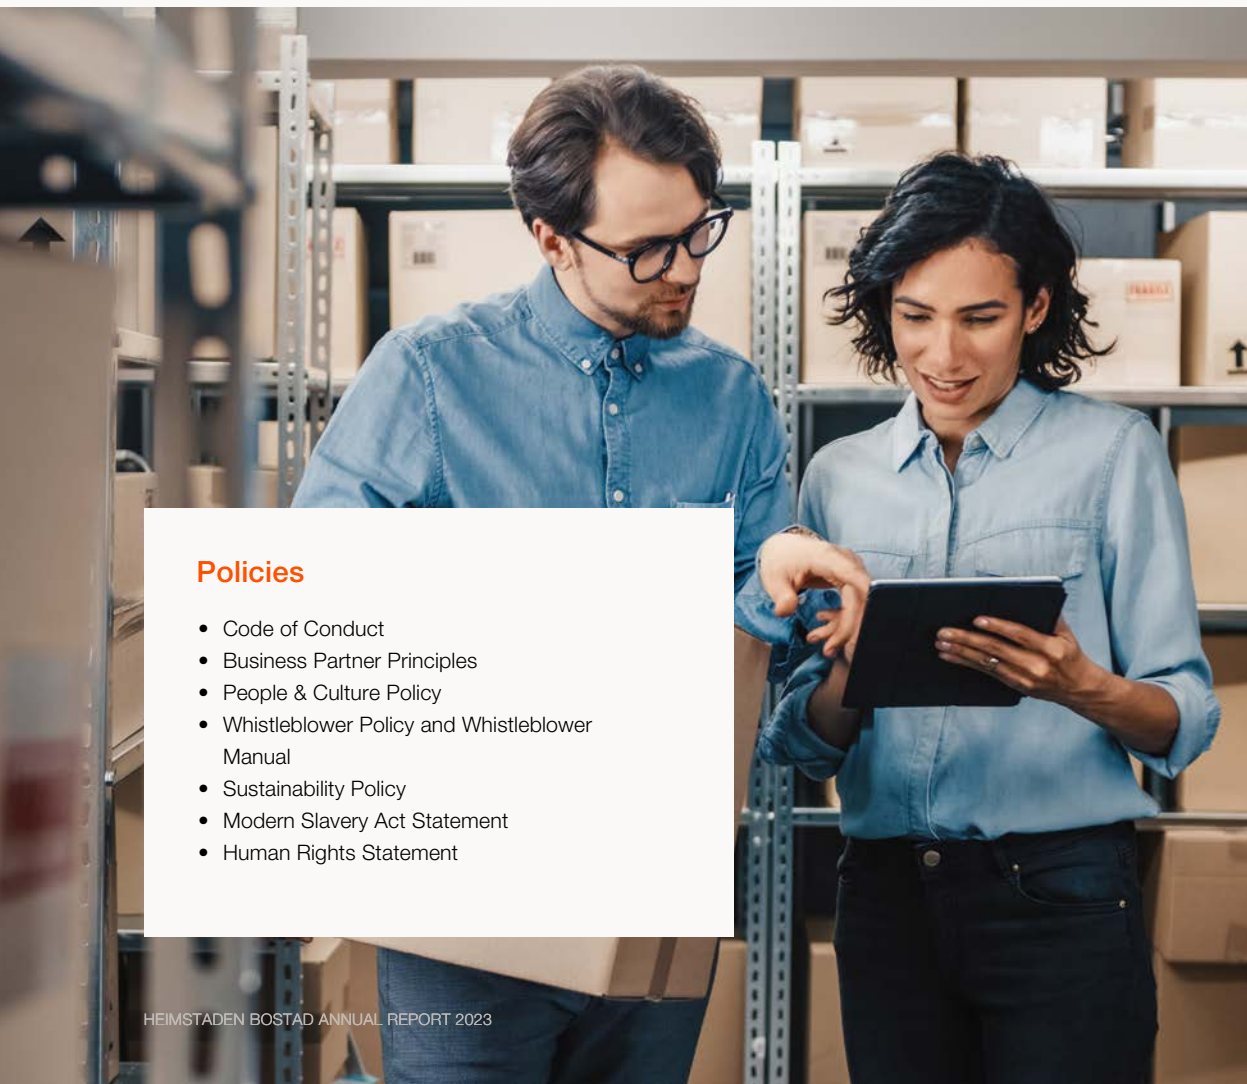 FRAGILE
Policies
• Code of Conduct
• Business Partner Principles
• People & Culture Policy
• Whistleblower Policy and Whistleblower
Manual
• Sustainability Policy
• Modern Slavery Act Statement
• Human Rights Statement
HEIMSTADEN BOSTAD ANNUAL REPORT 2023